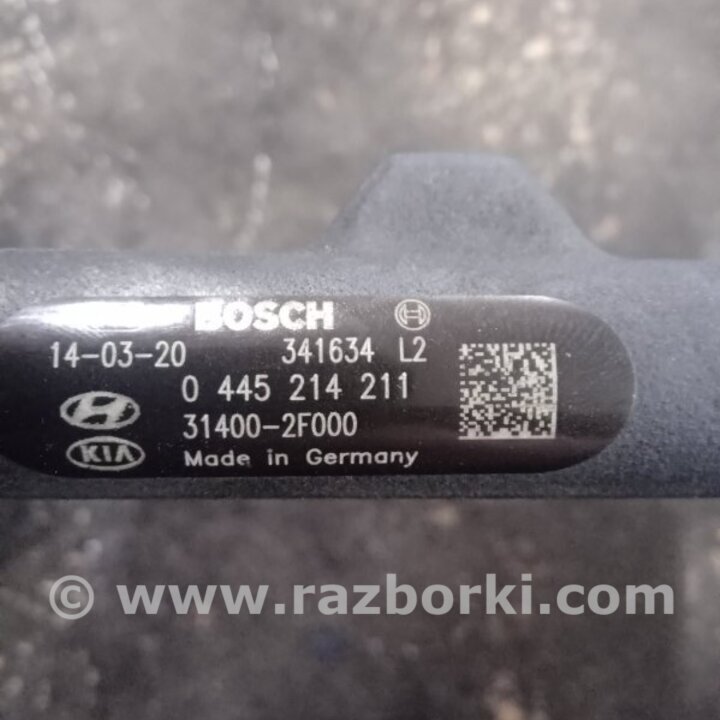 BOSCH
14-03-20 341634 L2
0 445 214 211
31400-2F000
KIA Made in Germany
© www.razborki.com